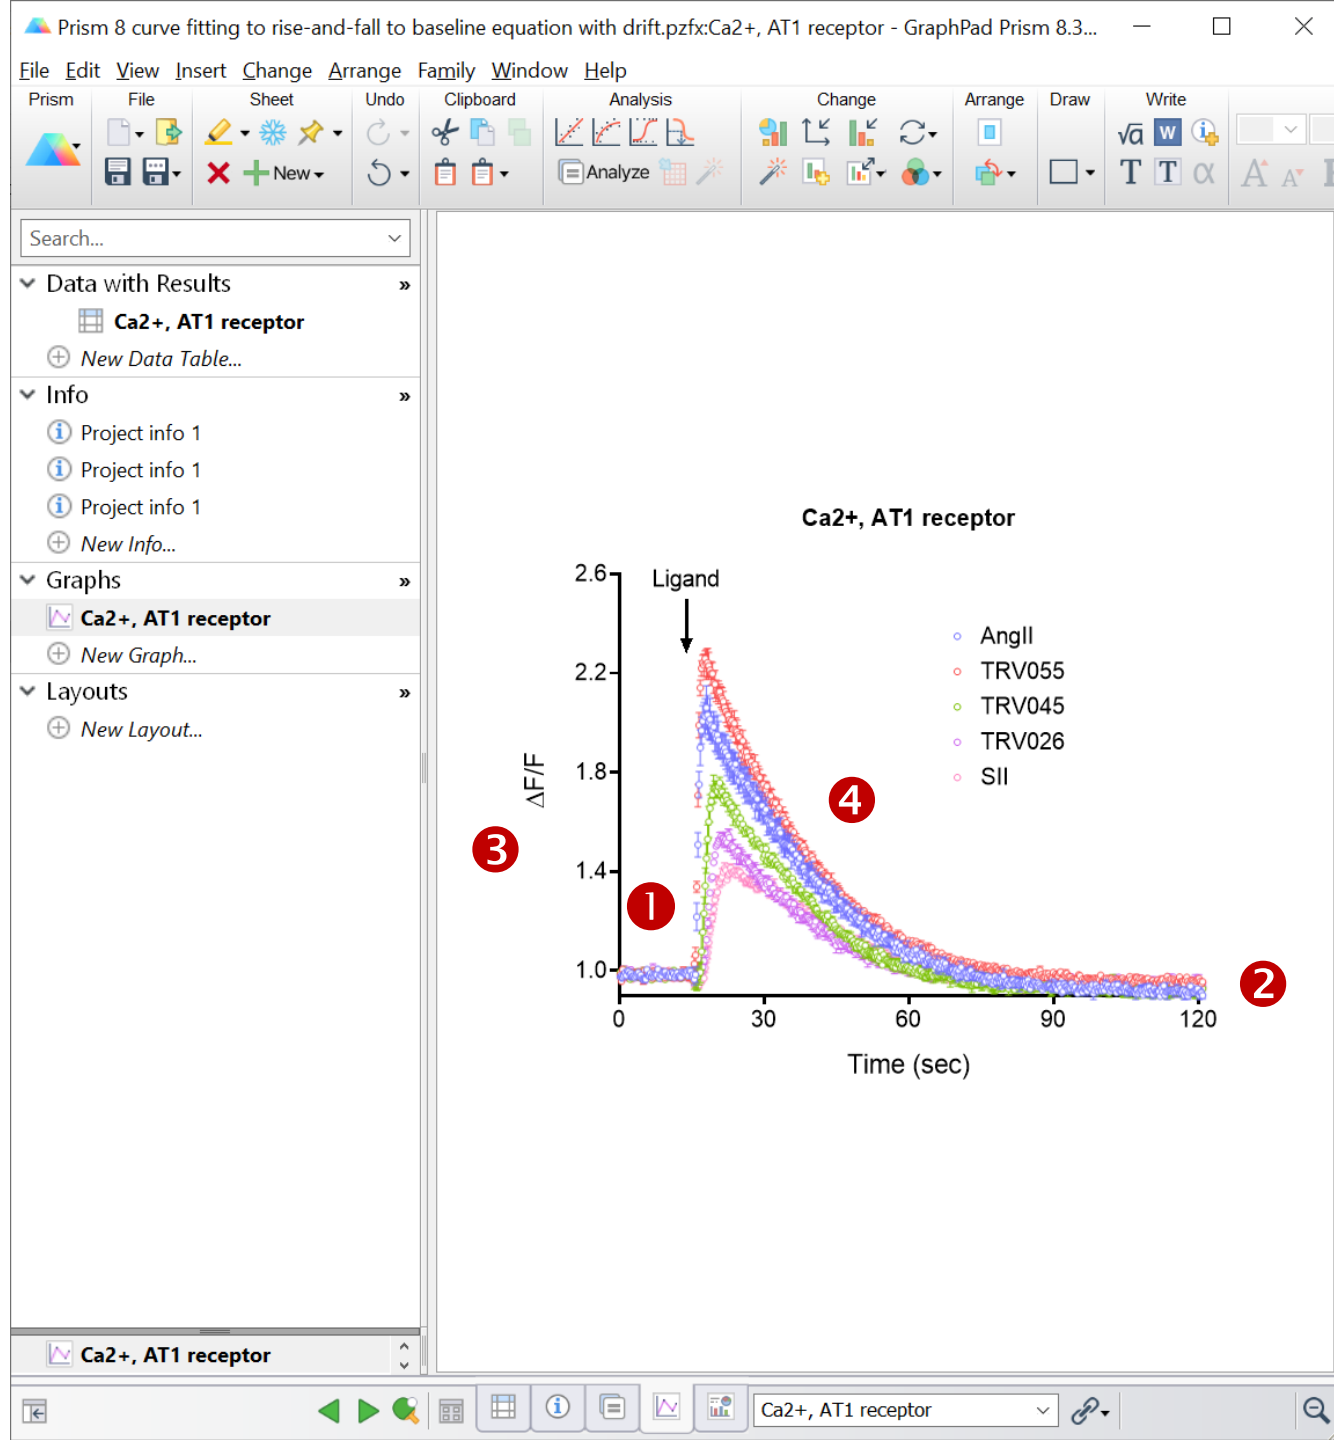 Prism 8 curve fitting to rise-and-fall to baseline equation with drift.pzfx:Ca2+, AT1 receptor - GraphPad Prism 8.3...
File Edit View Insert Change Arrange Family Window Help
Prism File Sheet Undo Clipboard Analysis Change Arrange Draw Write
√α W
New Analyze T T α A A
Search...
Data with Results »
Ca2+, AT1 receptor
New Data Table...
Info »
Project info 1
Project info 1
Project info 1
New Info...
Graphs »
Ca2+, AT1 receptor
New Graph...
Layouts »
New Layout...
Ca2+, AT1 receptor
Ca2+, AT1 receptor
Ligand
AngII
TRV055
TRV045
TRV026
SII
ΔF/F
2.6
2.2
1.8
1.4
1.0
1
2
3
4
0 30 60 90 120
Time (sec)
Ca2+, AT1 receptor